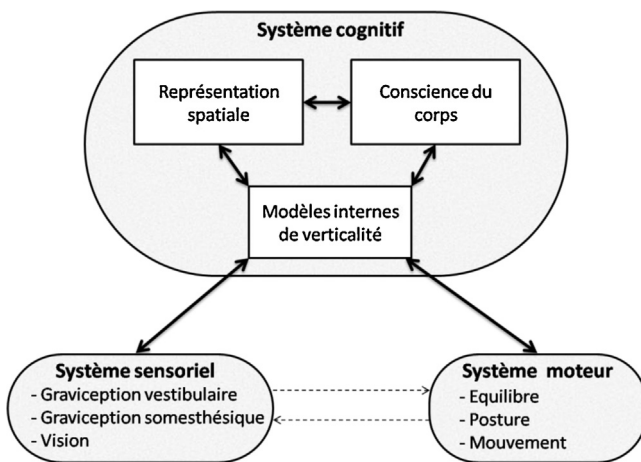 Système cognitif
Représentation
spatiale
Conscience du
corps
Modèles internes
de verticalité
Système sensoriel
- Graviception vestibulaire
- Graviception somesthésique
- Vision
Système moteur
- Equilibre
- Posture
- Mouvement